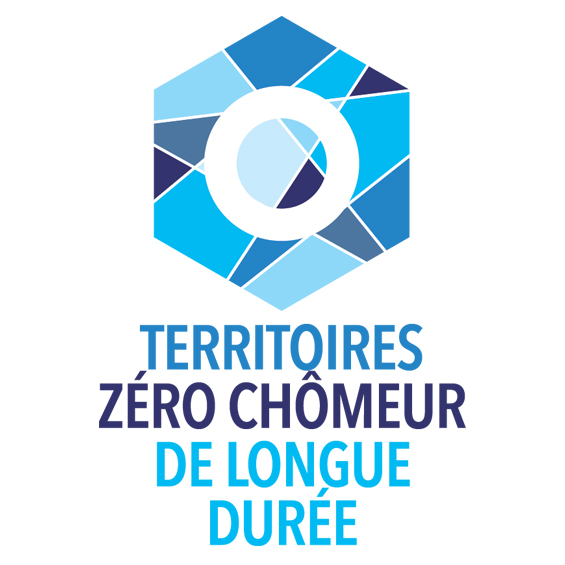 TERRITOIRES
ZÉRO CHÔMEUR
DE LONGUE
DURÉE